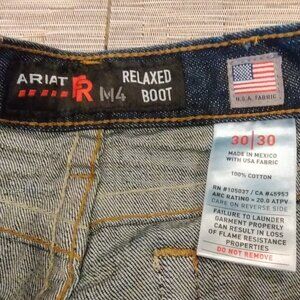 ARIAT FR M4 RELAXED
BOOT
U.S.A. FABRIC
30 | 30
MADE IN MEXICO
WITH USA FABRIC
100% COTTON
RN #105037 / CA #48953
ARC RATING = 20.0 ATPV
CARE ON REVERSE SIDE
FAILURE TO LAUNDER
GARMENT PROPERLY
CAN RESULT IN LOSS
OF FLAME RESISTANCE
PROPERTIES
DO NOT REMOVE